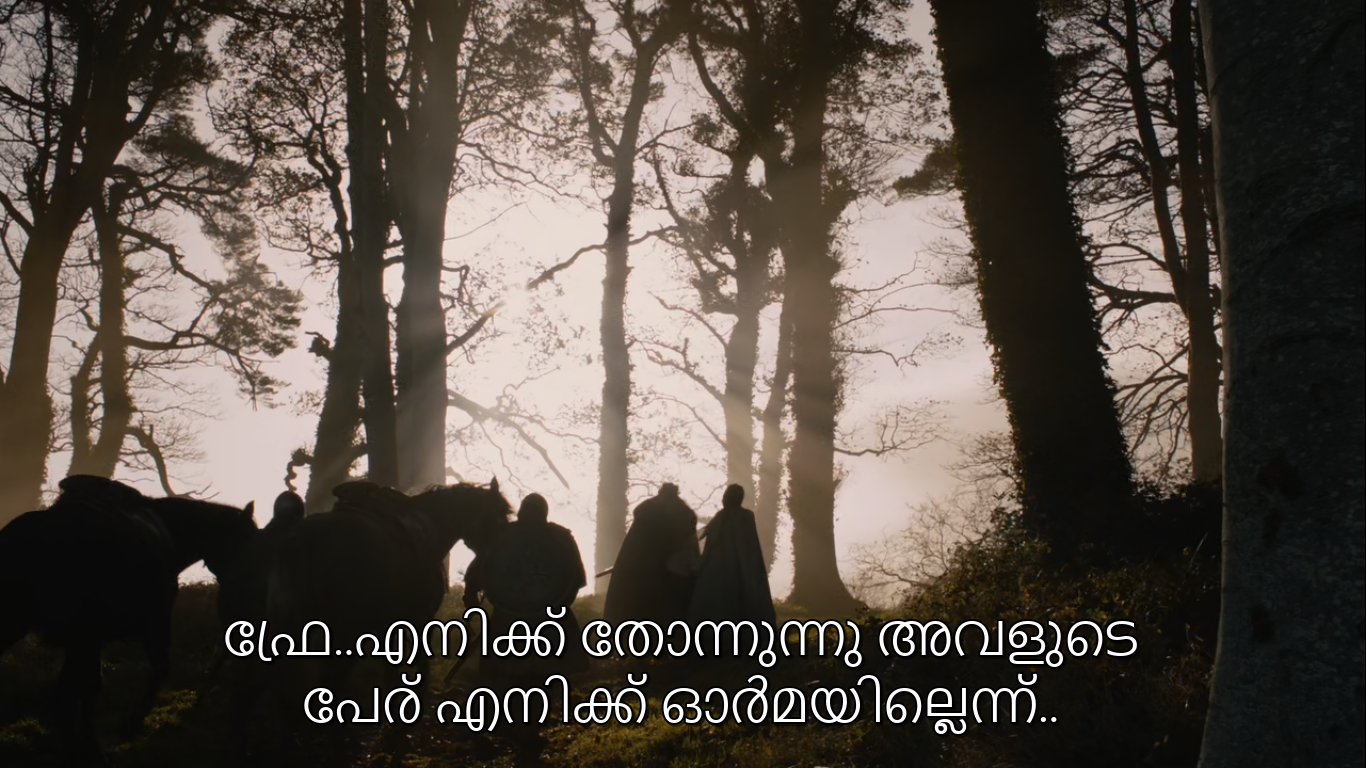 ഫ്രേ..എനിക്ക് തോന്നുന്നു അവളുടെ
പേര് എനിക്ക് ഓർമയില്ലെന്ന്..